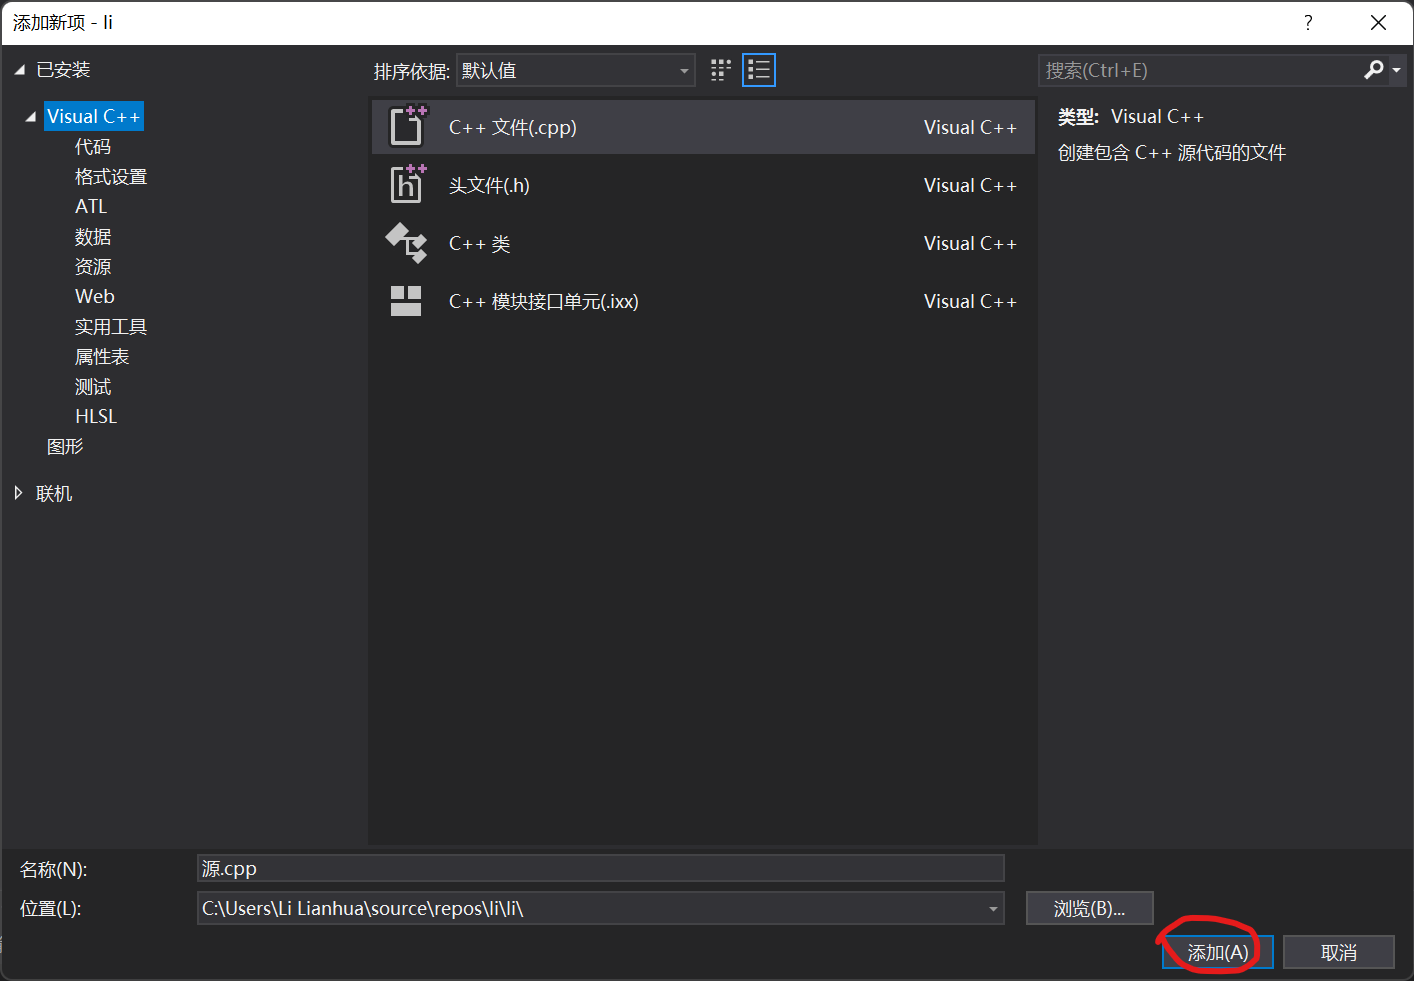 添加新项 - li
?
已安装
排序依据: 默认值
搜索(Ctrl+E)
Visual C++
代码
格式设置
ATL
数据
资源
Web
实用工具
属性表
测试
HLSL
图形
联机
C++ 文件(.cpp) Visual C++
头文件(.h) Visual C++
C++ 类 Visual C++
C++ 模块接口单元(.ixx) Visual C++
类型: Visual C++
创建包含 C++ 源代码的文件
名称(N): 源.cpp
位置(L): C:\Users\Li Lianhua\source\repos\li\li\
浏览(B)...
添加(A) 取消